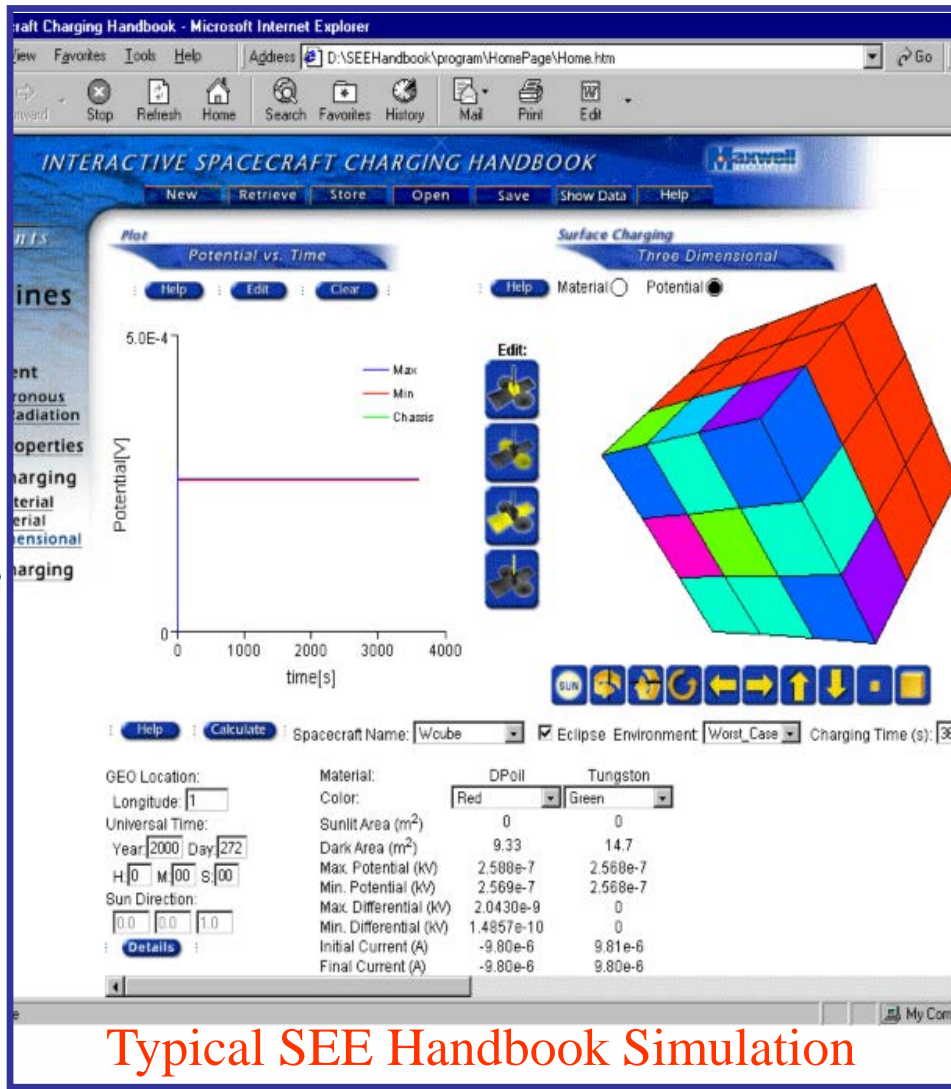 raft Charging Handbook - Microsoft Internet Explorer
View Favorites Tools Help Address D:\SEEHandbook\program\HomePage\Home.htm Go
Stop Refresh Home Search Favorites History Mail Print Edit
INTERACTIVE SPACECRAFT CHARGING HANDBOOK Maxwell
New Retrieve Store Open Save Show Data Help
nts
ines
ent
ronous
adiation
operties
arging
terial
erial
ensional
arging
Plot
Potential vs. Time
Help Edit Clear
Surface Charging
Three Dimensional
Help Material Potential
5.0E-4
Max
Min
Chassis
Potential[V]
0
0 1000 2000 3000 4000
time[s]
Edit:
SUN
Help Calculate Spacecraft Name: Wcube Eclipse Environment Worst_Case Charging Time (s): 36
GEO Location:
Longitude: 1
Universal Time:
Year: 2000 Day: 272
H: 0 M: 00 S: 00
Sun Direction:
0.0 0.0 1.0
Details
Material: DPoil Tungston
Color: Red Green
Sunlit Area (m²) 0 0
Dark Area (m²) 9.33 14.7
Max. Potential (kV) 2.588e-7 2.568e-7
Min. Potential (kV) 2.569e-7 2.568e-7
Max. Differential (kV) 2.0430e-9 0
Min. Differential (kV) 1.4857e-10 0
Initial Current (A) -9.80e-6 9.81e-6
Final Current (A) -9.80e-6 9.80e-6
e My Com
Typical SEE Handbook Simulation